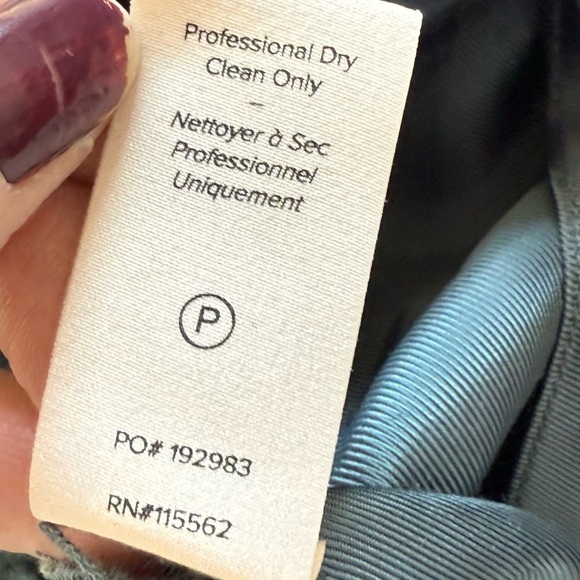 Professional Dry
Clean Only
–
Nettoyer à Sec
Professionnel
Uniquement
P
PO# 192983
RN#115562